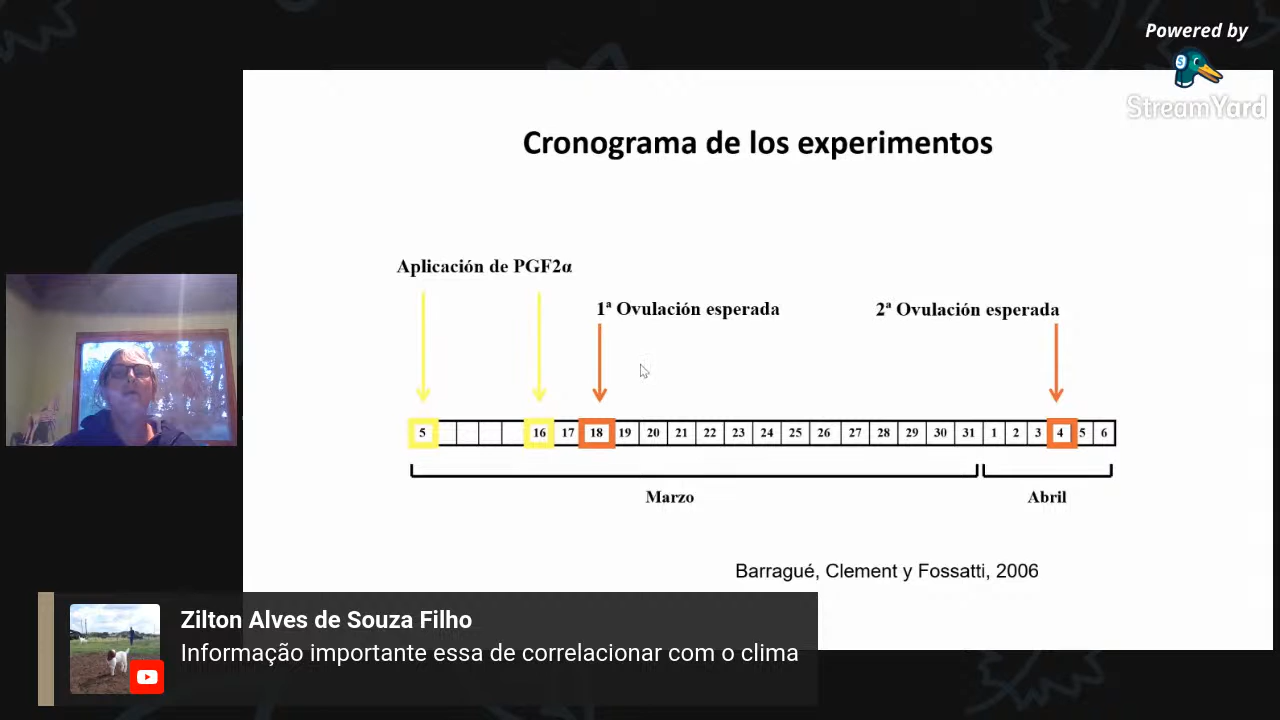 Powered by
StreamYard
Cronograma de los experimentos
Aplicación de PGF2α
1ª Ovulación esperada
2ª Ovulación esperada
5 16 17 18 19 20 21 22 23 24 25 26 27 28 29 30 31 1 2 3 4 5 6
Marzo
Abril
Barragué, Clement y Fossatti, 2006
Zilton Alves de Souza Filho
Informação importante essa de correlacionar com o clima